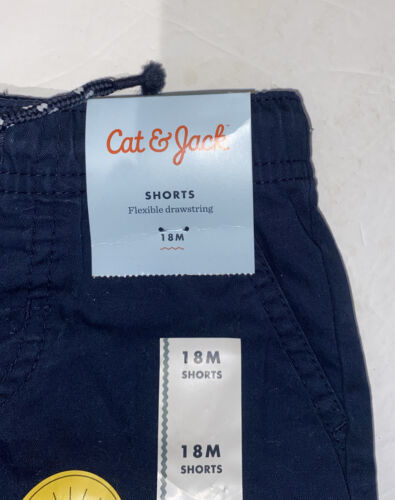 Cat & Jack
SHORTS
Flexible drawstring
18M
18M
SHORTS
18M
SHORTS